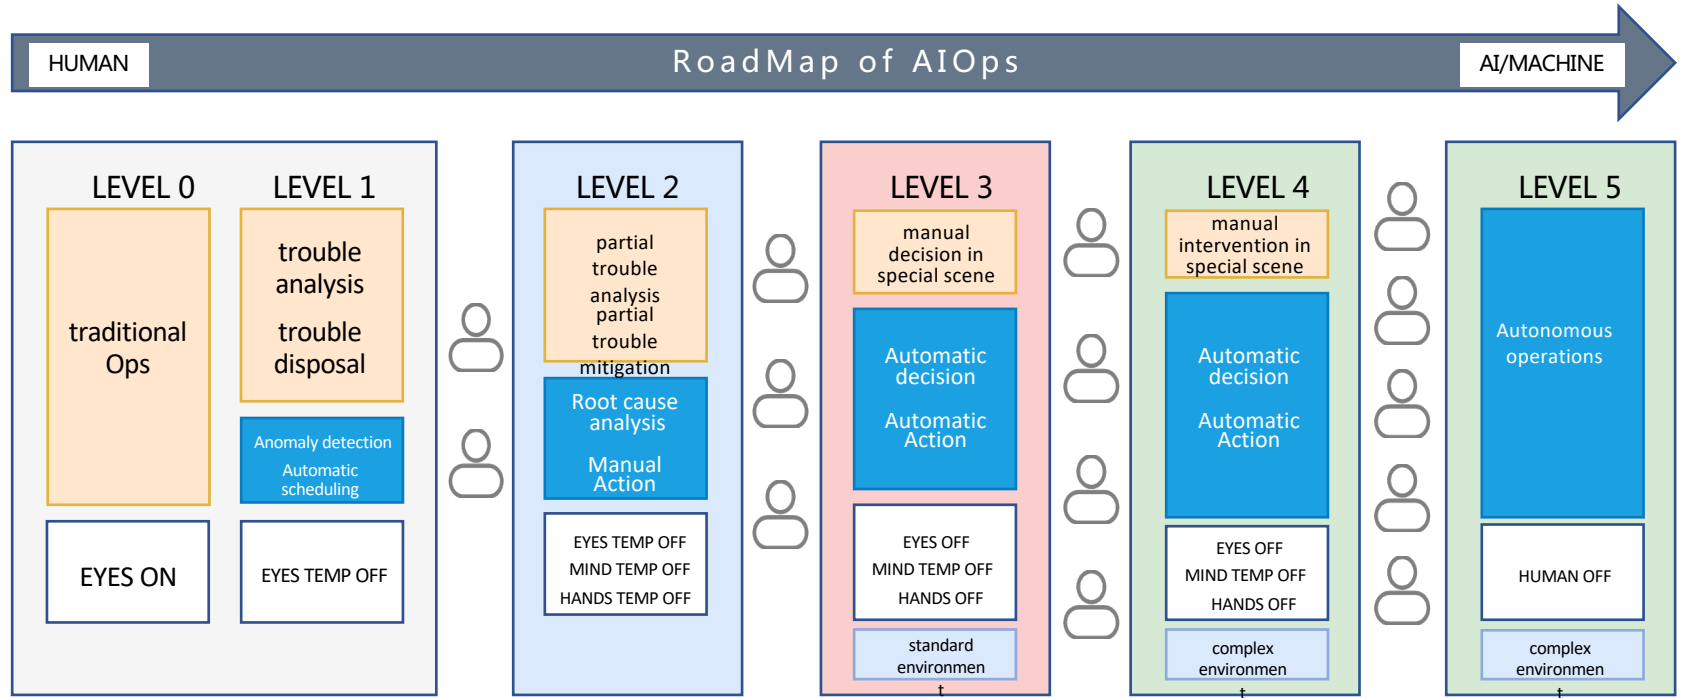 HUMAN
RoadMap of AIOps
AI/MACHINE
LEVEL 0
traditional
Ops
EYES ON
LEVEL 1
trouble
analysis
trouble
disposal
Anomaly detection
Automatic
scheduling
EYES TEMP OFF
LEVEL 2
partial
trouble
analysis
partial
trouble
mitigation
Root cause
analysis
Manual
Action
EYES TEMP OFF
MIND TEMP OFF
HANDS TEMP OFF
LEVEL 3
manual
decision in
special scene
Automatic
decision
Automatic
Action
EYES OFF
MIND TEMP OFF
HANDS OFF
standard
environmen
t
LEVEL 4
manual
intervention in
special scene
Automatic
decision
Automatic
Action
EYES OFF
MIND TEMP OFF
HANDS OFF
complex
environmen
t
LEVEL 5
Autonomous
operations
HUMAN OFF
complex
environmen
t